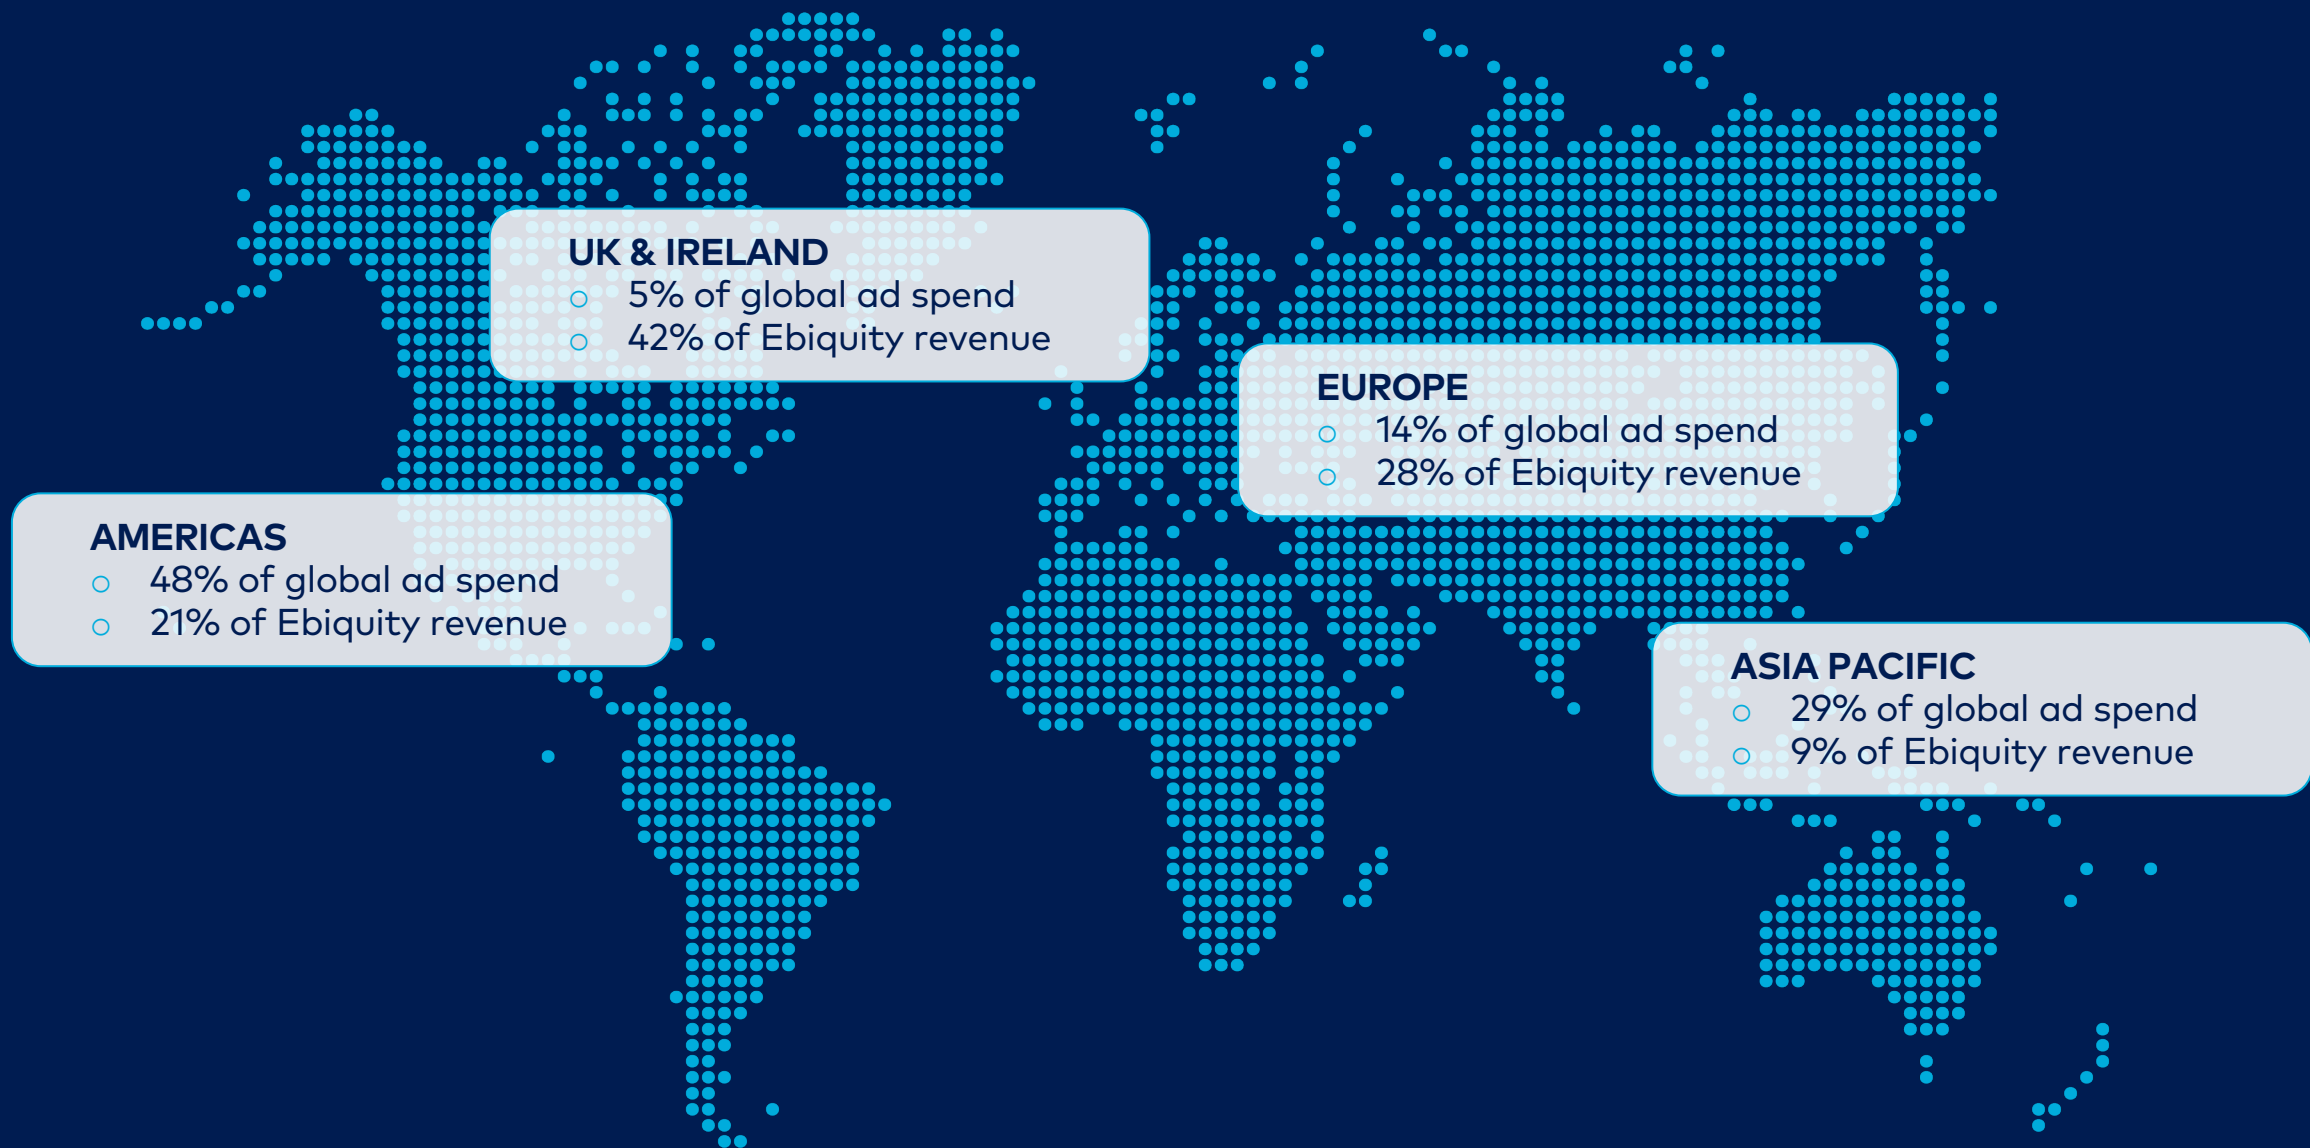 UK & IRELAND
5% of global ad spend
42% of Ebiquity revenue
EUROPE
14% of global ad spend
28% of Ebiquity revenue
AMERICAS
48% of global ad spend
21% of Ebiquity revenue
ASIA PACIFIC
29% of global ad spend
9% of Ebiquity revenue